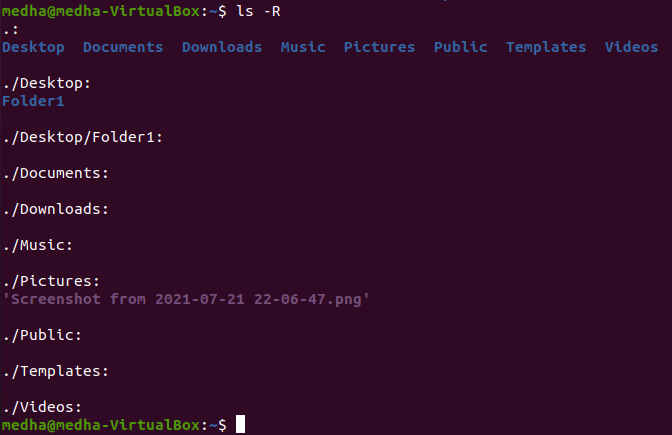 medha@medha-VirtualBox:~$ ls -R
.:
Desktop  Documents  Downloads  Music  Pictures  Public  Templates  Videos
./Desktop:
Folder1
./Desktop/Folder1:
./Documents:
./Downloads:
./Music:
./Pictures:
'Screenshot from 2021-07-21 22-06-47.png'
./Public:
./Templates:
./Videos:
medha@medha-VirtualBox:~$